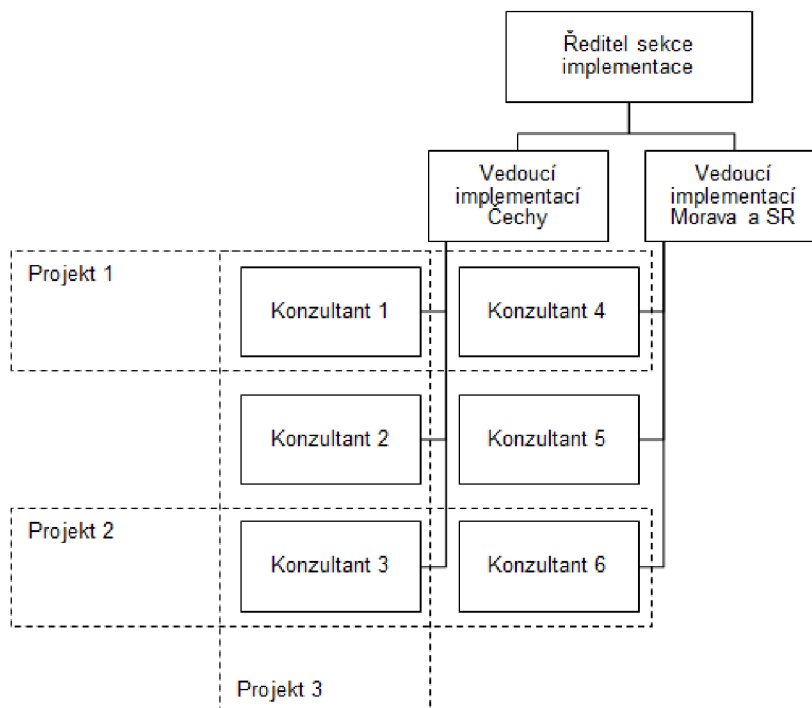 Ředitel sekce
implementace
Vedoucí
implementací
Čechy
Vedoucí
implementací
Morava a SR
Projekt 1
Konzultant 1
Konzultant 4
Konzultant 2
Konzultant 5
Projekt 2
Konzultant 3
Konzultant 6
Projekt 3